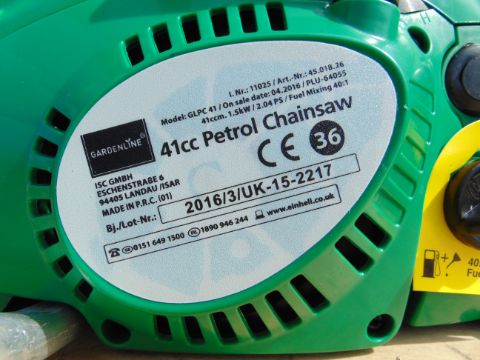 I. Nr.: 11025 / Art.-Nr.: 45.018.26
Model: GLPC 41 / On sale date: 04.2016 / PLU-64055
41ccm, 1.5kW / 2.04 PS / Fuel Mixing 40:1
41cc Petrol Chainsaw
GARDENLINE®
CE 36
ISC GMBH
ESCHENSTRABE 6
94405 LANDAU /ISAR
MADE IN P.R.C. (01)
Bj./Lot-Nr.: 2016/3/UK-15-2217
0151 649 1500 1890 946 244 www.einhell.co.uk
H
40
Fue